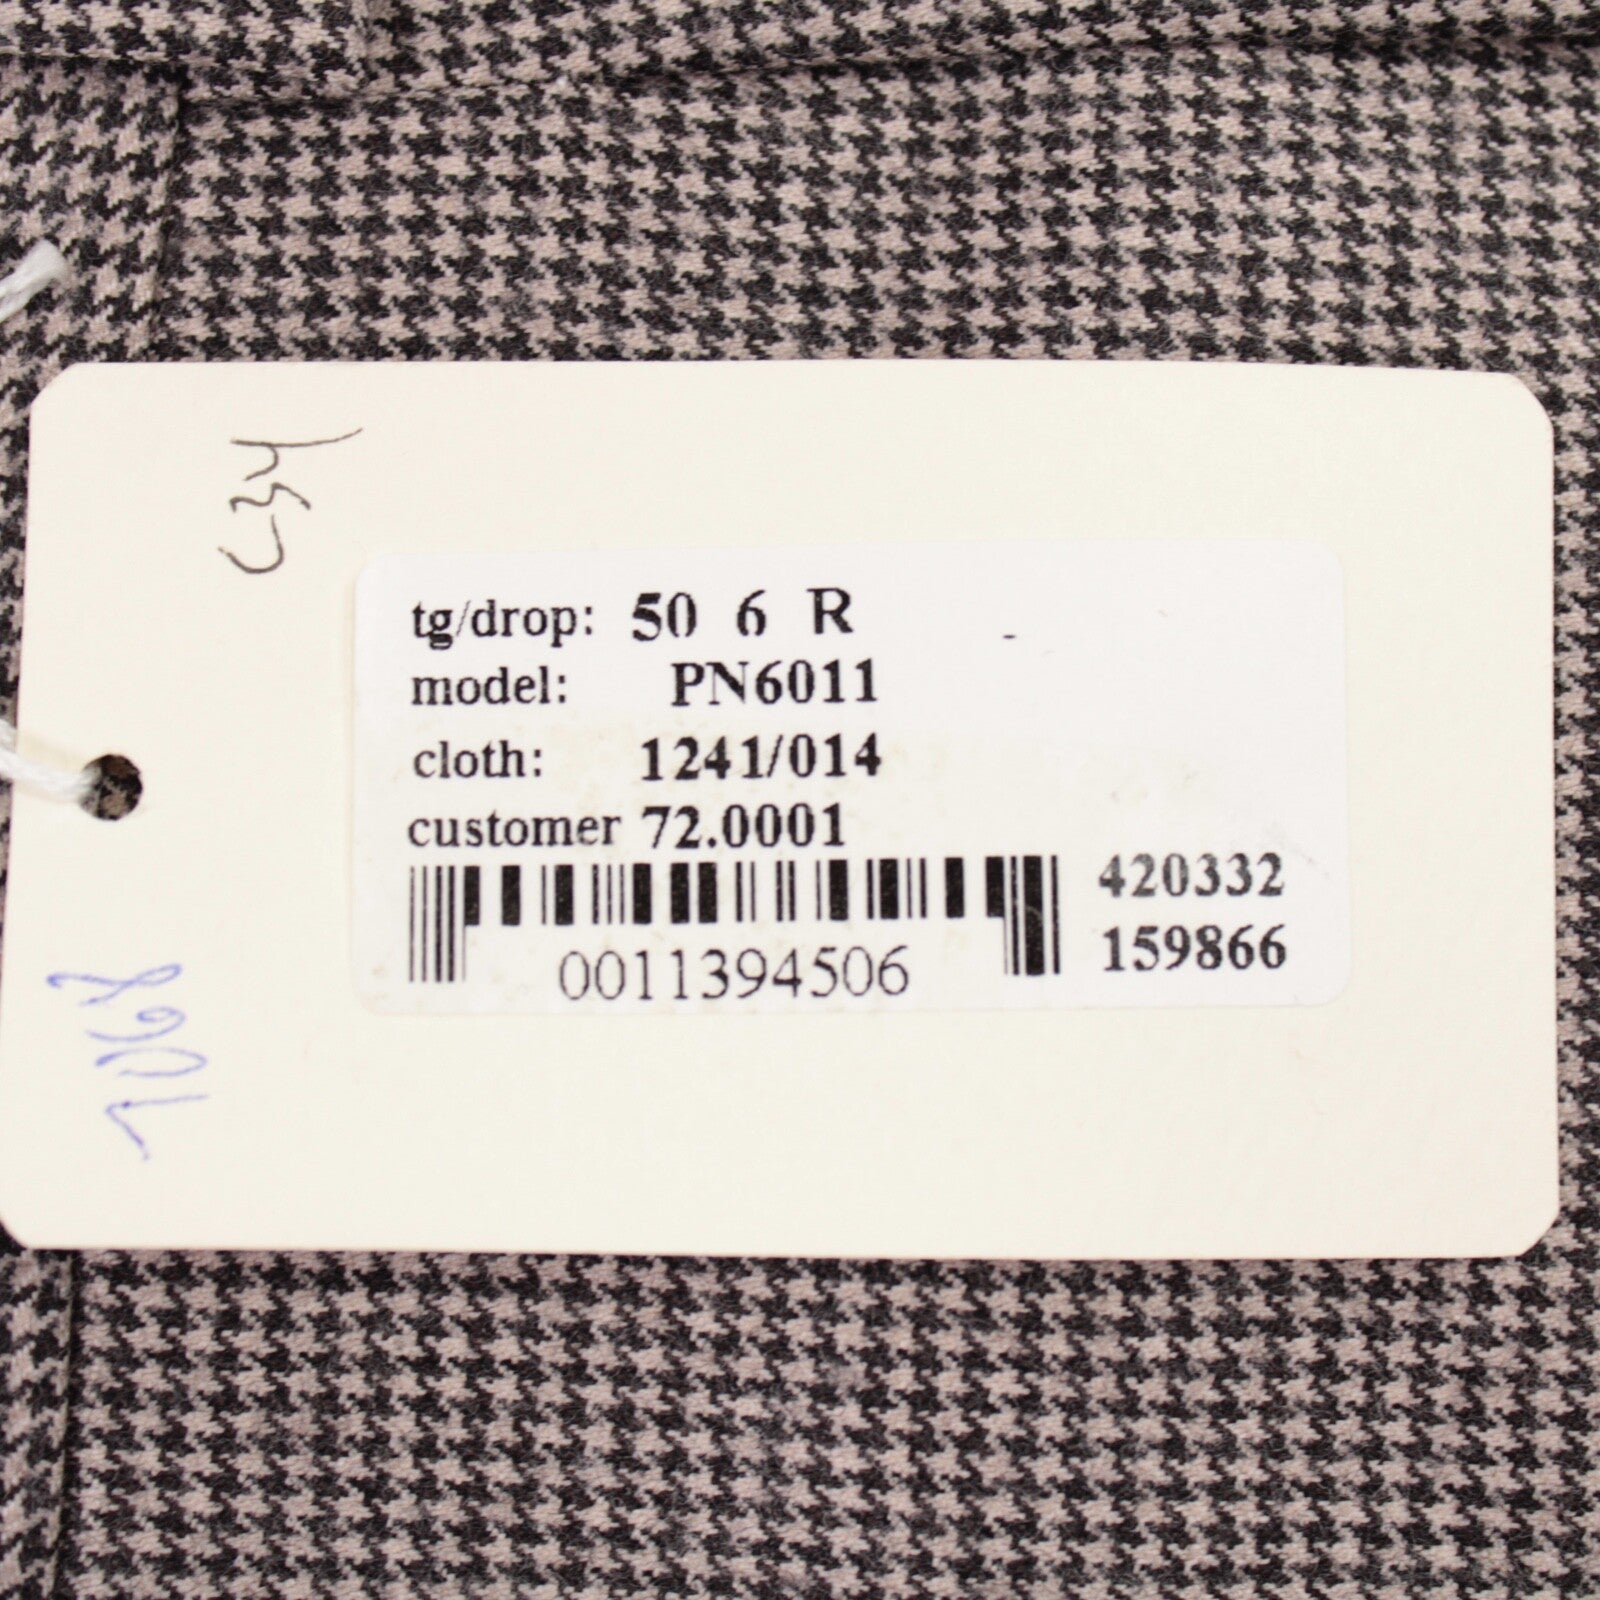 tg/drop: 50 6 R -
model: PN6011
cloth: 1241/014
customer 72.0001
420332
159866
0011394506